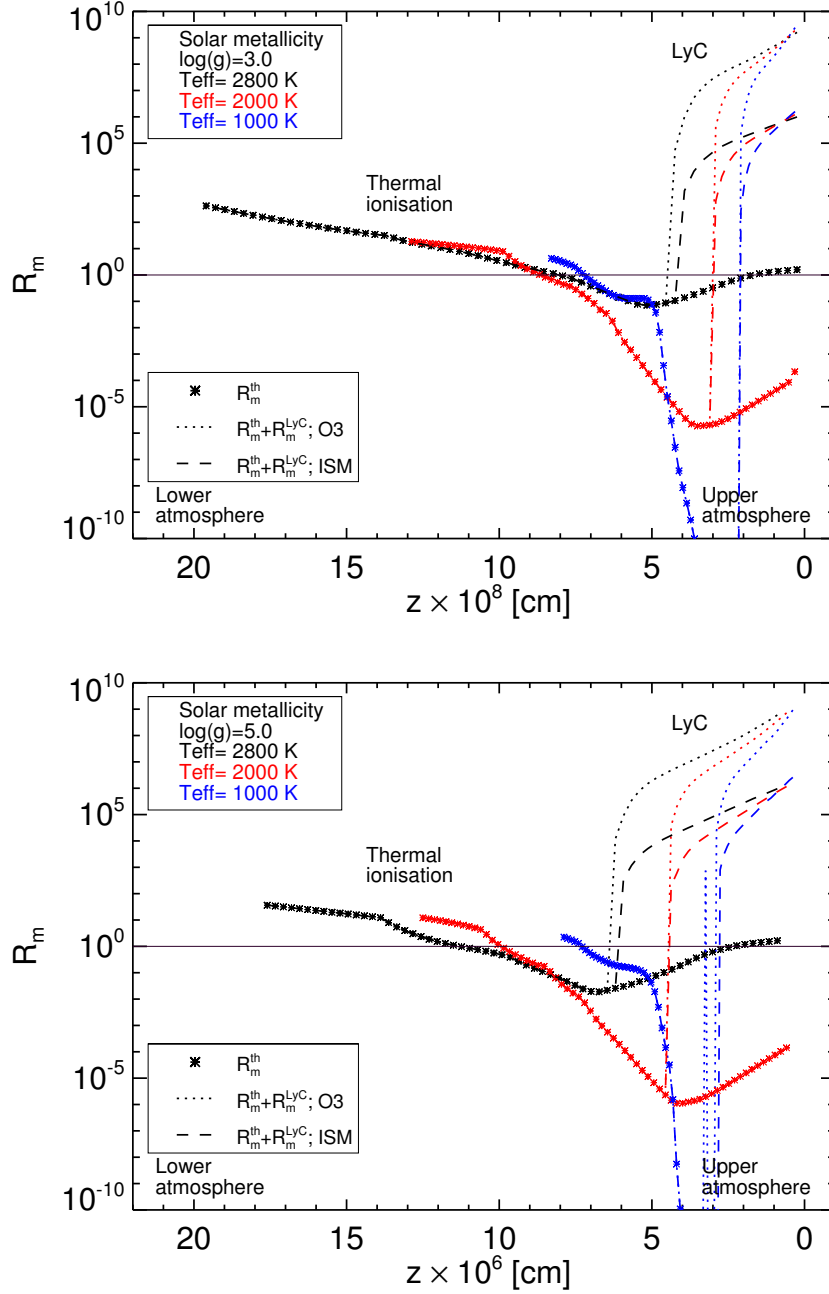 10^10
Solar metallicity
log(g)=3.0
Teff= 2800 K
Teff= 2000 K
Teff= 1000 K
LyC
10^5
Thermal
ionisation
R_m
10^0
R_m^th
10^-5
R_m^th+R_m^LyC; O3
R_m^th+R_m^LyC; ISM
Lower
atmosphere
Upper
atmosphere
10^-10
20 15 10 5 0
z × 10^8 [cm]
10^10
Solar metallicity
log(g)=5.0
Teff= 2800 K
Teff= 2000 K
Teff= 1000 K
LyC
10^5
Thermal
ionisation
R_m
10^0
R_m^th
10^-5
R_m^th+R_m^LyC; O3
R_m^th+R_m^LyC; ISM
Lower
atmosphere
Upper
atmosphere
10^-10
20 15 10 5 0
z × 10^6 [cm]